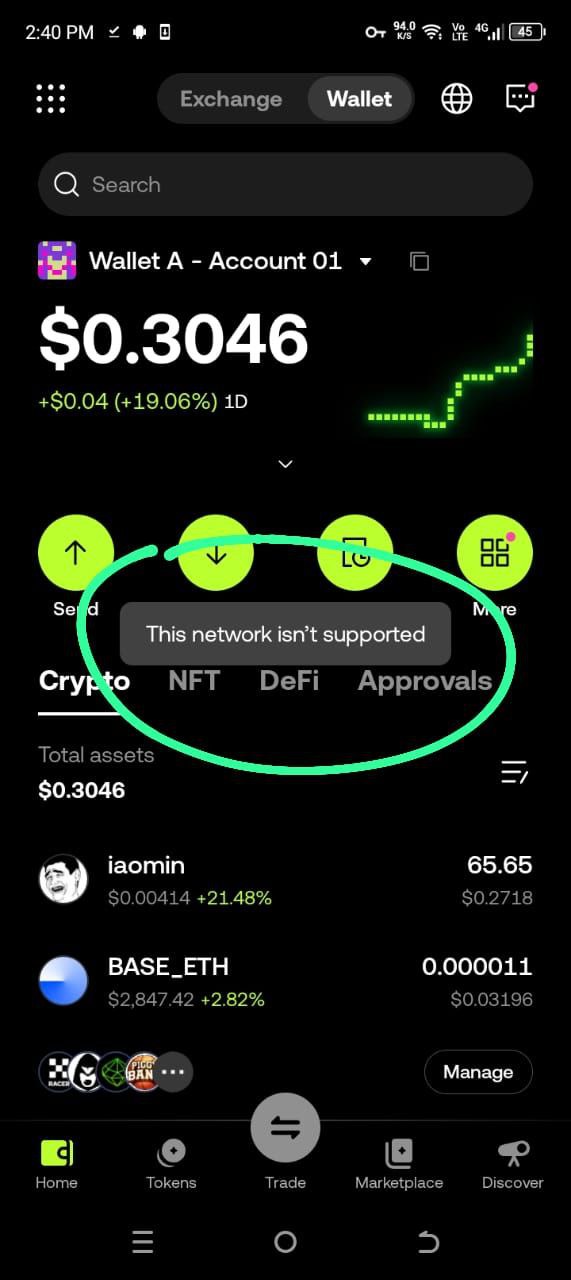 2:40 PM 94.0 K/S Vo LTE 4G 45
Exchange Wallet
Search
Wallet A - Account 01
$0.3046
+$0.04 (+19.06%) 1D
Send More
This network isn't supported
Crypto NFT DeFi Approvals
Total assets
$0.3046
iaomin 65.65
$0.00414 +21.48% $0.2718
BASE_ETH 0.000011
$2,847.42 +2.82% $0.03196
RACER PIGGY BANK Manage
Home Tokens Trade Marketplace Discover